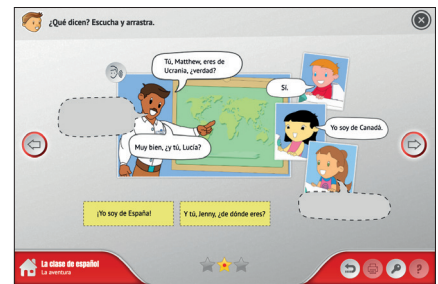 ¿Qué dicen? Escucha y arrastra.
Tú, Matthew, eres de
Ucrania, ¿verdad?
Sí.
Yo soy de Canadá.
Muy bien, ¿y tú, Lucía?
¡Yo soy de España!
Y tú, Jenny, ¿de dónde eres?
La clase de español
La aventura
?